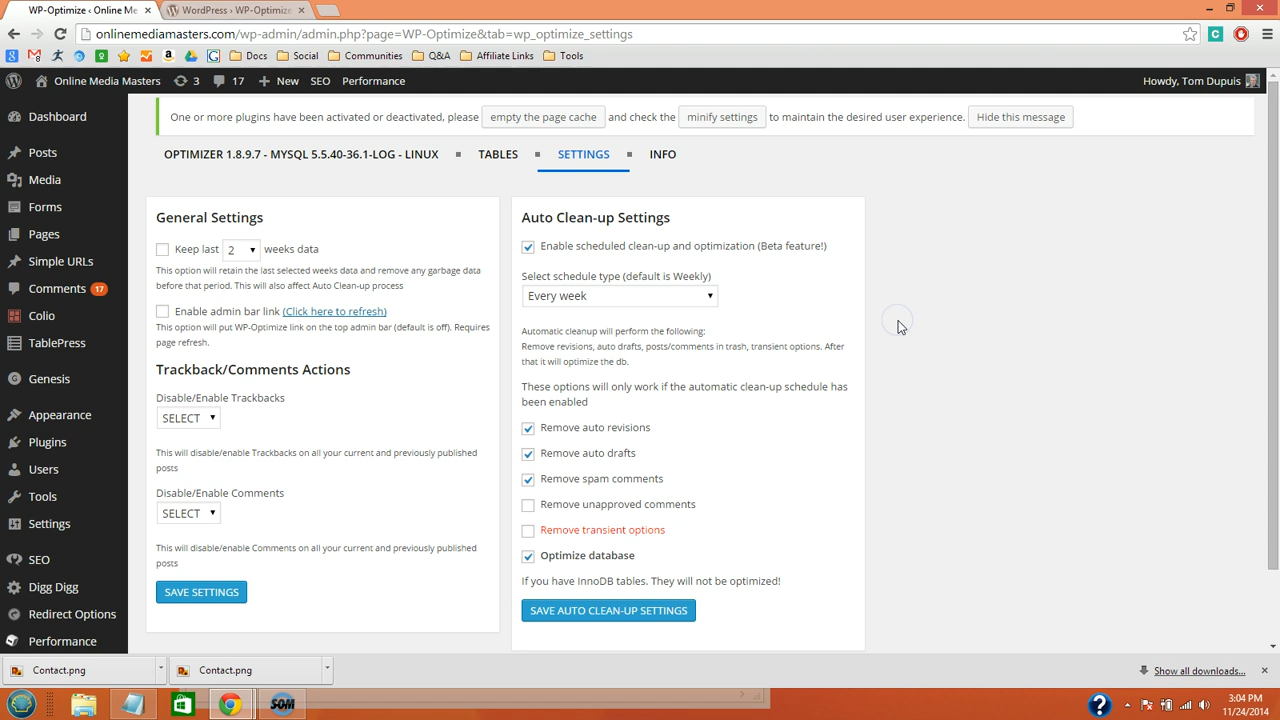 WP-Optimize ‹ Online Me
WordPress › WP-Optimize
onlinemediamasters.com/wp-admin/admin.php?page=WP-Optimize&tab=wp_optimize_settings
Docs
Social
Communities
Q&A
Affiliate Links
Tools
Online Media Masters
3
17
New
SEO
Performance
Howdy, Tom Dupuis
One or more plugins have been activated or deactivated, please empty the page cache and check the minify settings to maintain the desired user experience. Hide this message
Dashboard
Posts
Media
Forms
Pages
Simple URLs
Comments 17
Colio
TablePress
Genesis
Appearance
Plugins
Users
Tools
Settings
SEO
Digg Digg
Redirect Options
Performance
OPTIMIZER 1.8.9.7 - MYSQL 5.5.40-36.1-LOG - LINUX
TABLES
SETTINGS
INFO
General Settings
Keep last 2 weeks data
This option will retain the last selected weeks data and remove any garbage data
before that period. This will also affect Auto Clean-up process
Enable admin bar link (Click here to refresh)
This option will put WP-Optimize link on the top admin bar (default is off). Requires
page refresh.
Trackback/Comments Actions
Disable/Enable Trackbacks
SELECT
This will disable/enable Trackbacks on all your current and previously published
posts
Disable/Enable Comments
SELECT
This will disable/enable Comments on all your current and previously published
posts
SAVE SETTINGS
Auto Clean-up Settings
Enable scheduled clean-up and optimization (Beta feature!)
Select schedule type (default is Weekly)
Every week
Automatic cleanup will perform the following:
Remove revisions, auto drafts, posts/comments in trash, transient options. After
that it will optimize the db.
These options will only work if the automatic clean-up schedule has
been enabled
Remove auto revisions
Remove auto drafts
Remove spam comments
Remove unapproved comments
Remove transient options
Optimize database
If you have InnoDB tables. They will not be optimized!
SAVE AUTO CLEAN-UP SETTINGS
Contact.png
Contact.png
Show all downloads...
SOM
3:04 PM
11/24/2014